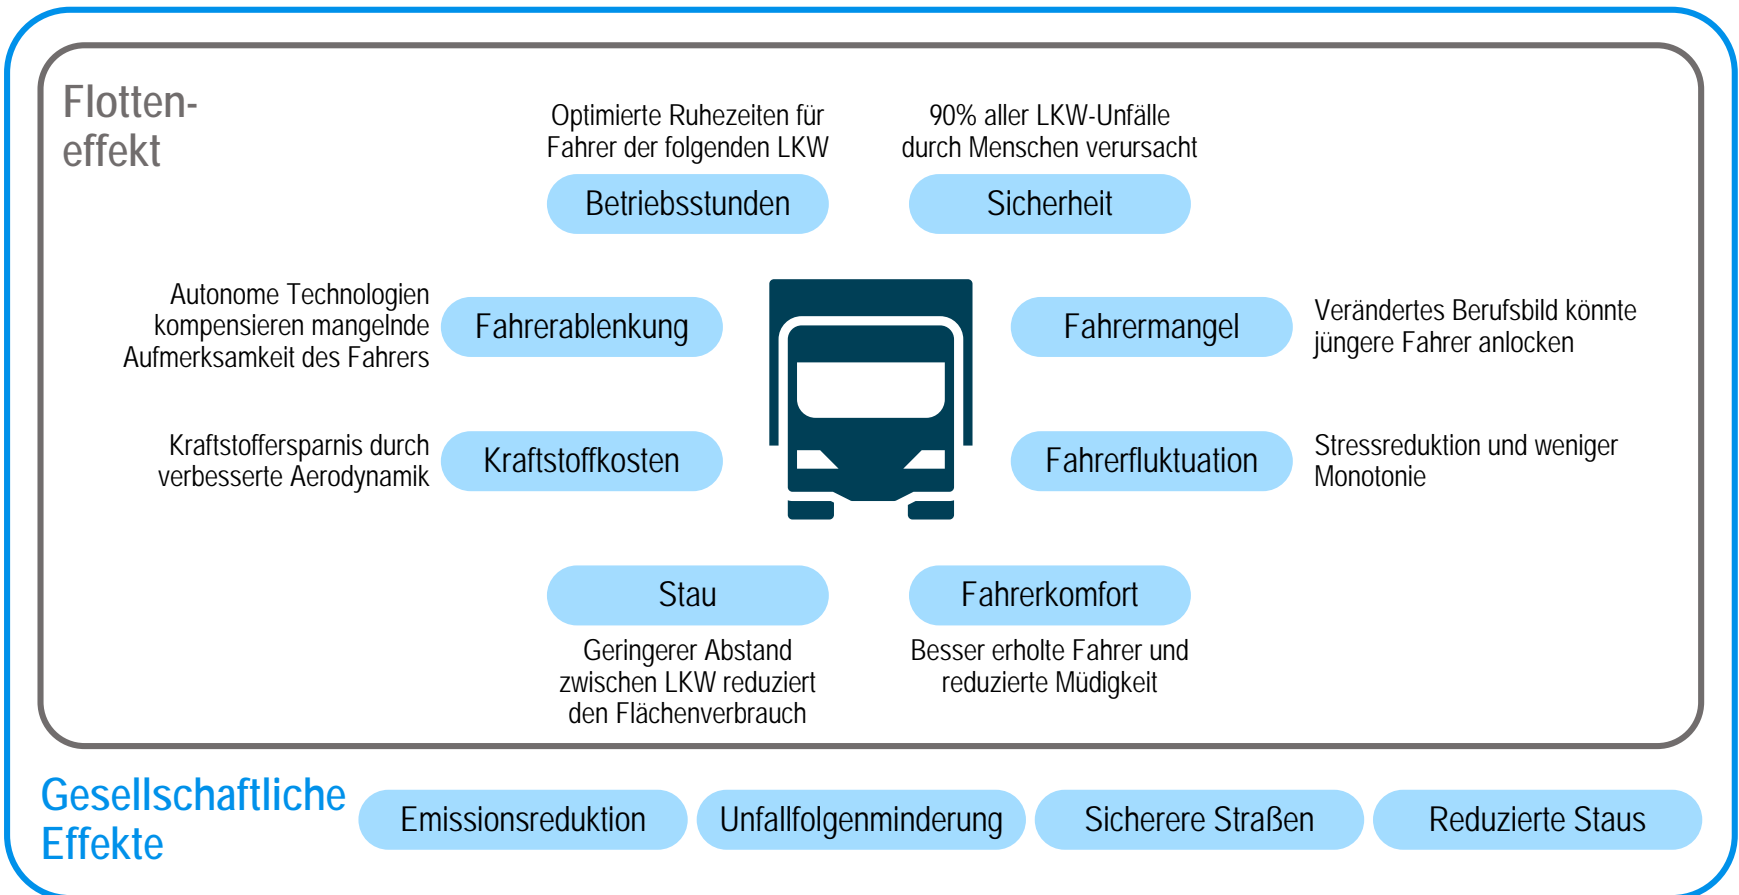 Flotten-
effekt
Optimierte Ruhezeiten für
Fahrer der folgenden LKW
Betriebsstunden
90% aller LKW-Unfälle
durch Menschen verursacht
Sicherheit
Autonome Technologien
kompensieren mangelnde
Aufmerksamkeit des Fahrers
Fahrerablenkung
Fahrermangel
Verändertes Berufsbild könnte
jüngere Fahrer anlocken
Kraftstoffersparnis durch
verbesserte Aerodynamik
Kraftstoffkosten
Fahrerfluktuation
Stressreduktion und weniger
Monotonie
Stau
Geringerer Abstand
zwischen LKW reduziert
den Flächenverbrauch
Fahrerkomfort
Besser erholte Fahrer und
reduzierte Müdigkeit
Gesellschaftliche
Effekte
Emissionsreduktion
Unfallfolgenminderung
Sicherere Straßen
Reduzierte Staus